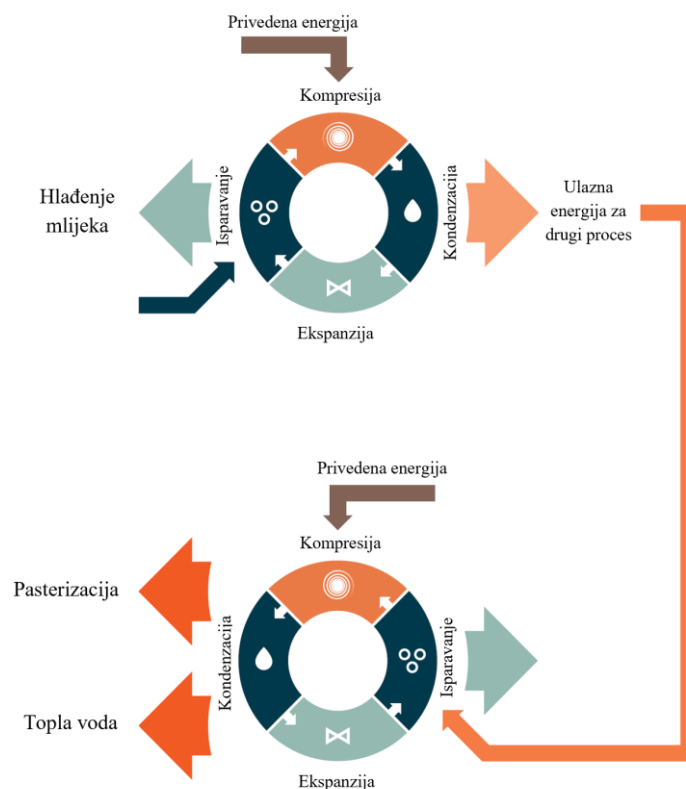 Privedena energija
Kompresija
Hlađenje
mlijeka
Isparavanje
Kondenzacija
Ulazna
energija za
drugi proces
Ekspanzija
Privedena energija
Kompresija
Pasterizacija
Kondenzacija
Isparavanje
Topla voda
Ekspanzija